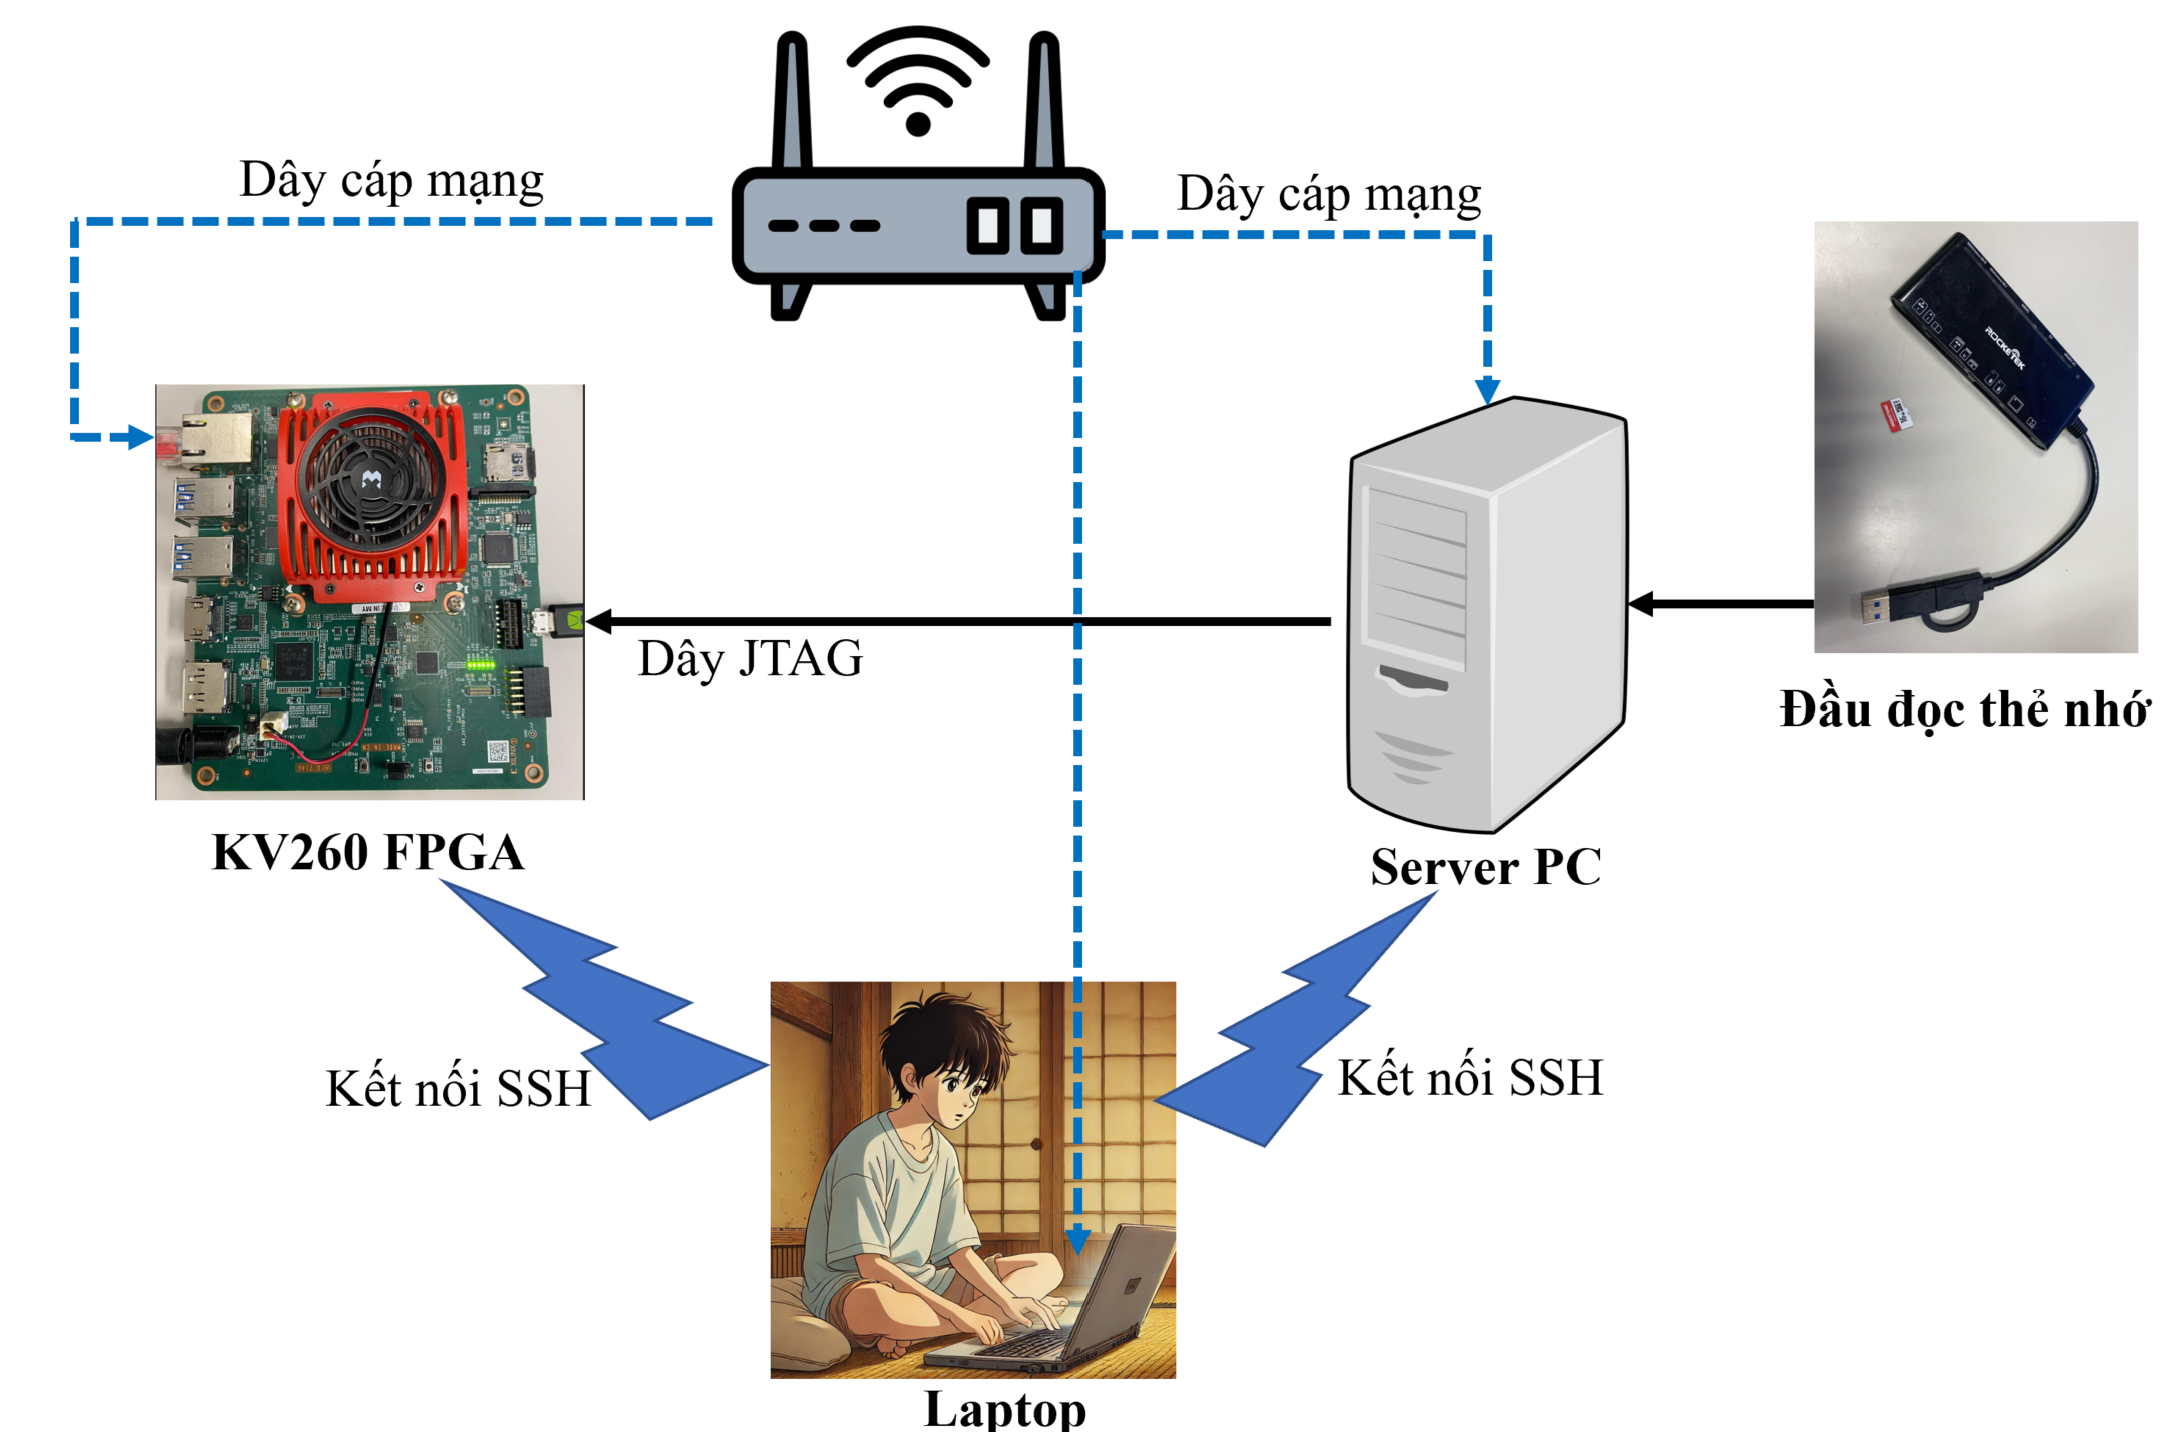 Dây cáp mạng
Dây cáp mạng
ROCKETEK
Dây JTAG
Đầu đọc thẻ nhớ
KV260 FPGA
Server PC
Kết nối SSH
Kết nối SSH
Laptop